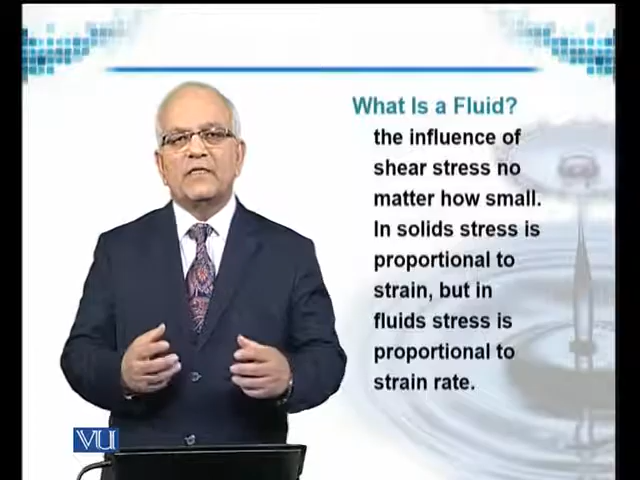 What Is a Fluid?
the influence of
shear stress no
matter how small.
In solids stress is
proportional to
strain, but in
fluids stress is
proportional to
strain rate.
VU